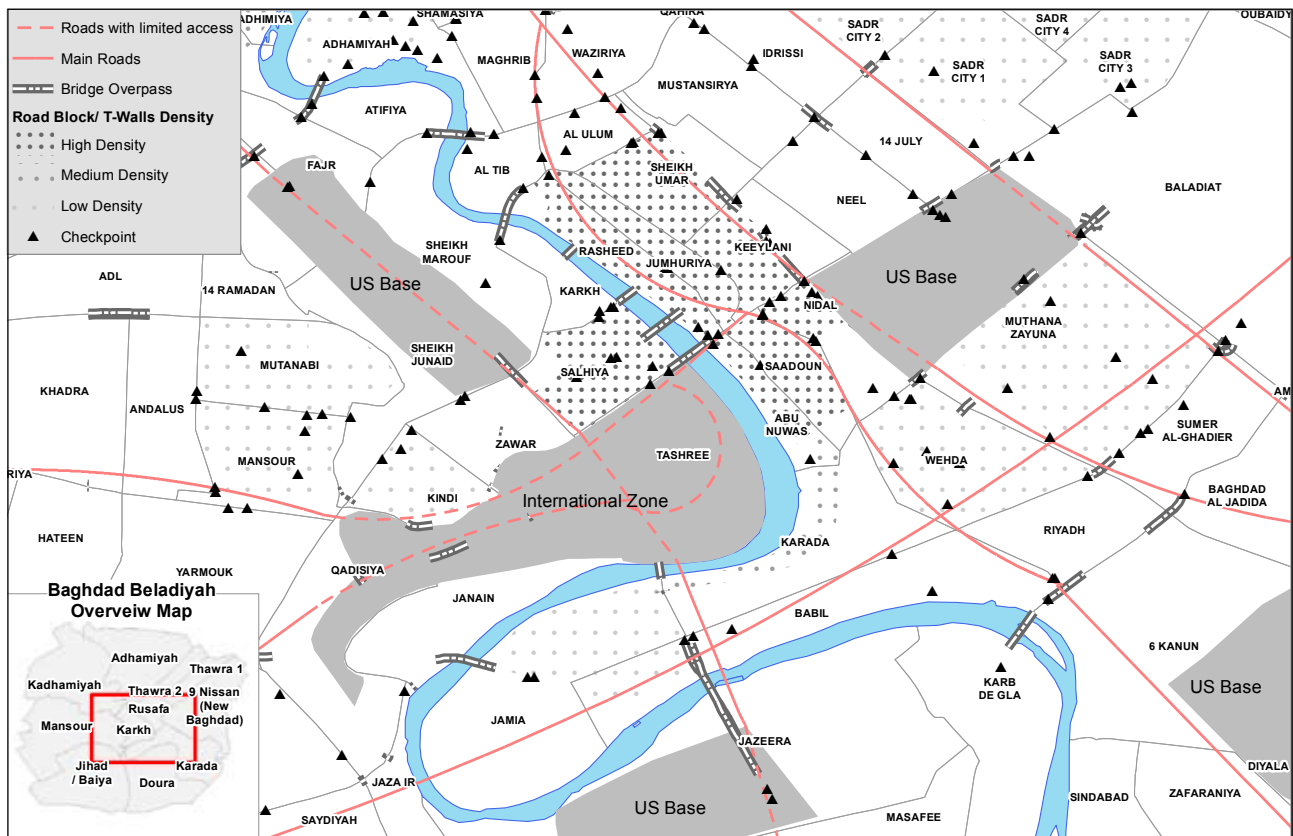 Roads with limited access
Main Roads
Bridge Overpass
Road Block/ T-Walls Density
High Density
Medium Density
Low Density
Checkpoint
ADHIMIYA
SHAMASIYA
ADHAMIYAH
MAGHRIB
WAZIRIYA
QAHIRA
IDRISSI
SADR
CITY 2
SADR
CITY 4
OUBAIDY
SADR
CITY 1
SADR
CITY 3
MUSTANSIRYA
ATIFIYA
AL ULUM
14 JULY
FAJR
AL TIB
SHEIKH
UMAR
NEEL
BALADIAT
SHEIKH
MAROUF
RASHEED
KEEYLANI
JUMHURIYA
ADL
14 RAMADAN
US Base
KARKH
US Base
NIDAL
MUTHANA
ZAYUNA
SHEIKH
JUNAID
MUTANABI
SALHIYA
SAADOUN
KHADRA
ANDALUS
AM
ABU
NUWAS
SUMER
AL-GHADIER
ZAWAR
TASHREE
MANSOUR
WEHDA
RIYA
KINDI
International Zone
BAGHDAD
AL JADIDA
HATEEN
KARADA
RIYADH
YARMOUK
QADISIYA
Baghdad Beladiyah
Overveiw Map
JANAIN
BABIL
Adhamiyah
Thawra 1
Kadhamiyah
Thawra 2
9 Nissan
(New
Baghdad)
Rusafa
Mansour
Karkh
Jihad
/ Baiya
Karada
Doura
6 KANUN
KARB
DE GLA
US Base
JAMIA
JAZEERA
JAZA IR
DIYALA
SAYDIYAH
US Base
MASAFEE
SINDABAD
ZAFARANIYA